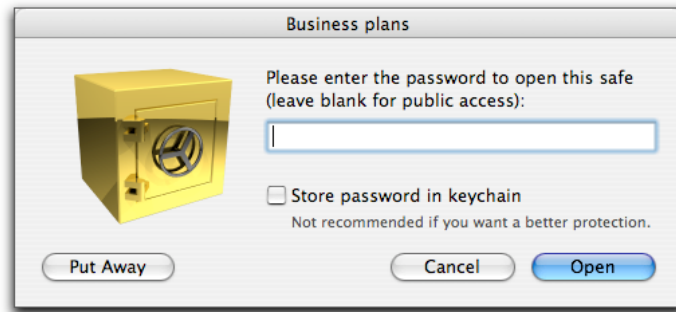 Business plans
Please enter the password to open this safe
(leave blank for public access):
Store password in keychain
Not recommended if you want a better protection.
Put Away
Cancel
Open